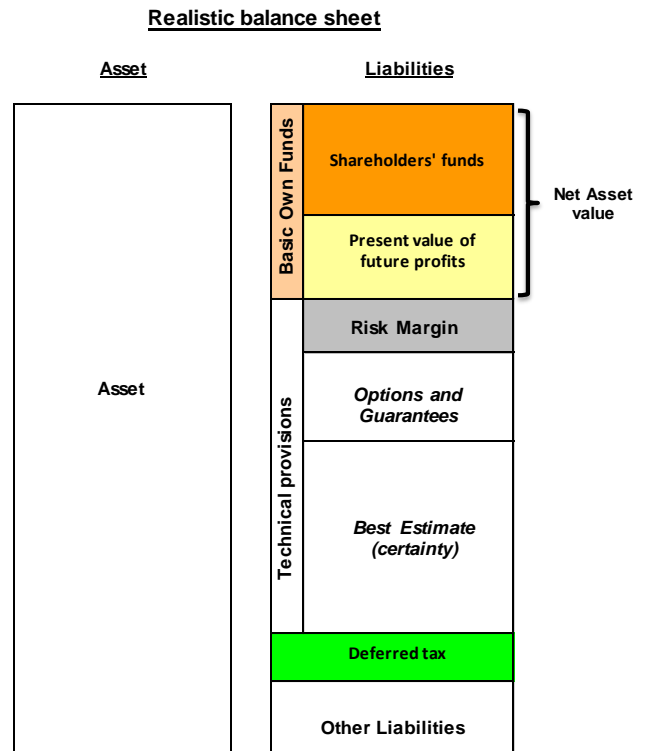 Realistic balance sheet
Asset
Liabilities
Basic Own Funds
Shareholders' funds
Net Asset
value
Present value of
future profits
Technical provisions
Risk Margin
Asset
Options and
Guarantees
Best Estimate
(certainty)
Deferred tax
Other Liabilities